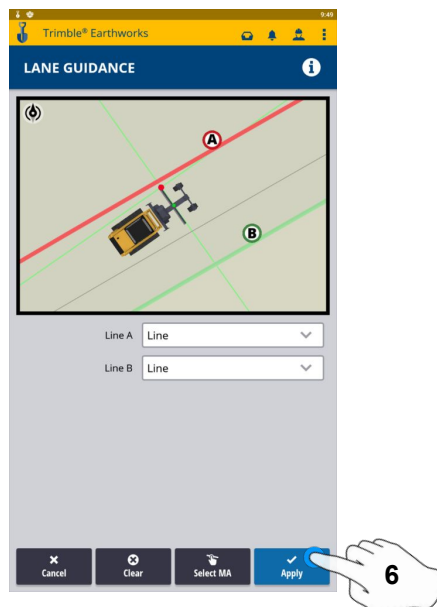 9:49
Trimble® Earthworks
LANE GUIDANCE
A
B
Line A Line
Line B Line
Cancel Clear Select MA Apply
6